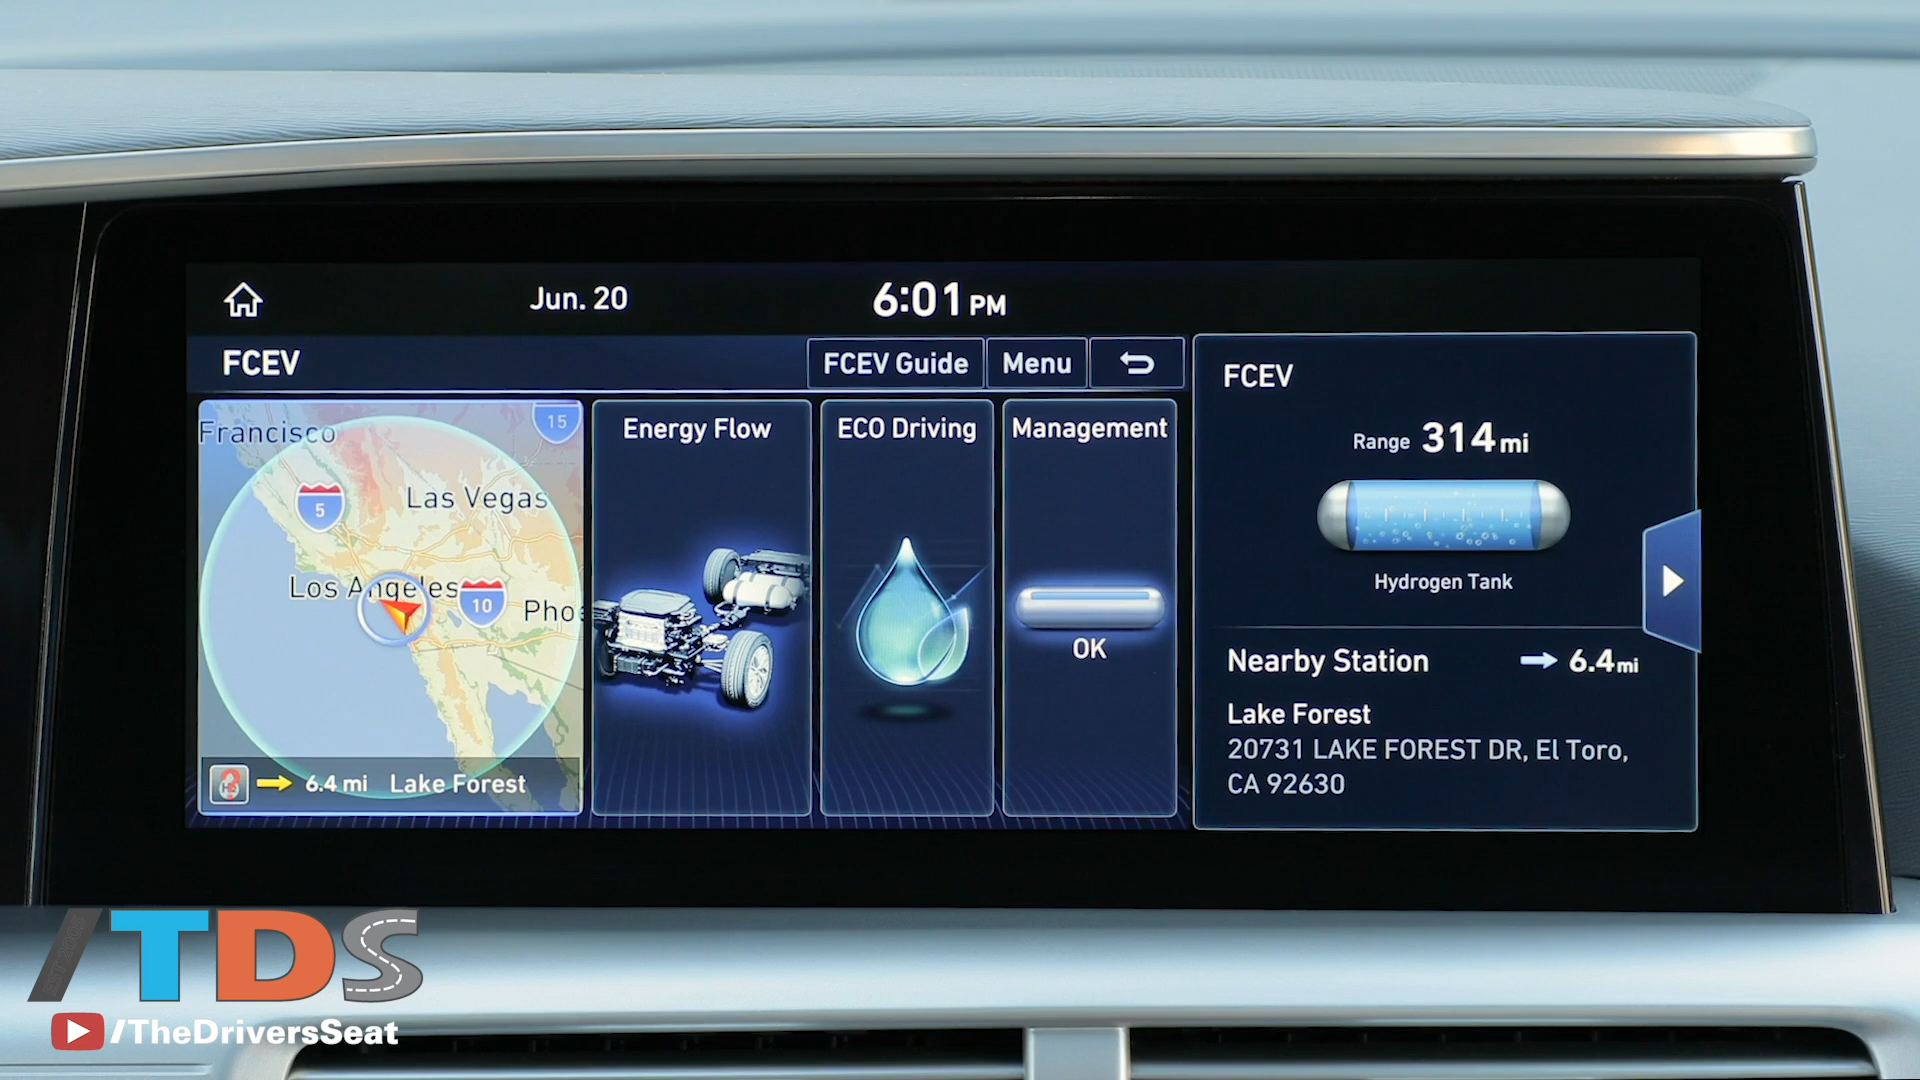 Jun. 20
6:01 PM
FCEV
FCEV Guide
Menu
Francisco
15
5
Las Vegas
Los Angeles
10
Pho
6.4 mi Lake Forest
Energy Flow
ECO Driving
Management
OK
FCEV
Range 314 mi
Hydrogen Tank
Nearby Station 6.4 mi
Lake Forest
20731 LAKE FOREST DR, El Toro,
CA 92630
TDS
/TheDriversSeat